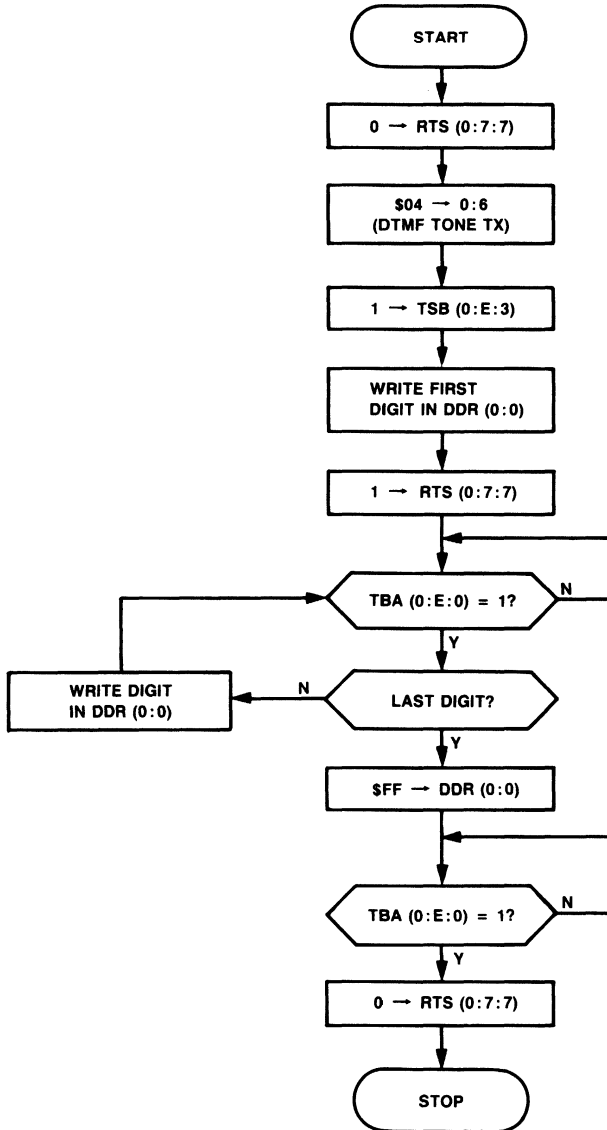 START
0 → RTS (0:7:7)
$04 → 0:6
(DTMF TONE TX)
1 → TSB (0:E:3)
WRITE FIRST
DIGIT IN DDR (0:0)
1 → RTS (0:7:7)
TBA (0:E:0) = 1?
N
Y
LAST DIGIT?
N
WRITE DIGIT
IN DDR (0:0)
Y
$FF → DDR (0:0)
TBA (0:E:0) = 1?
N
Y
0 → RTS (0:7:7)
STOP